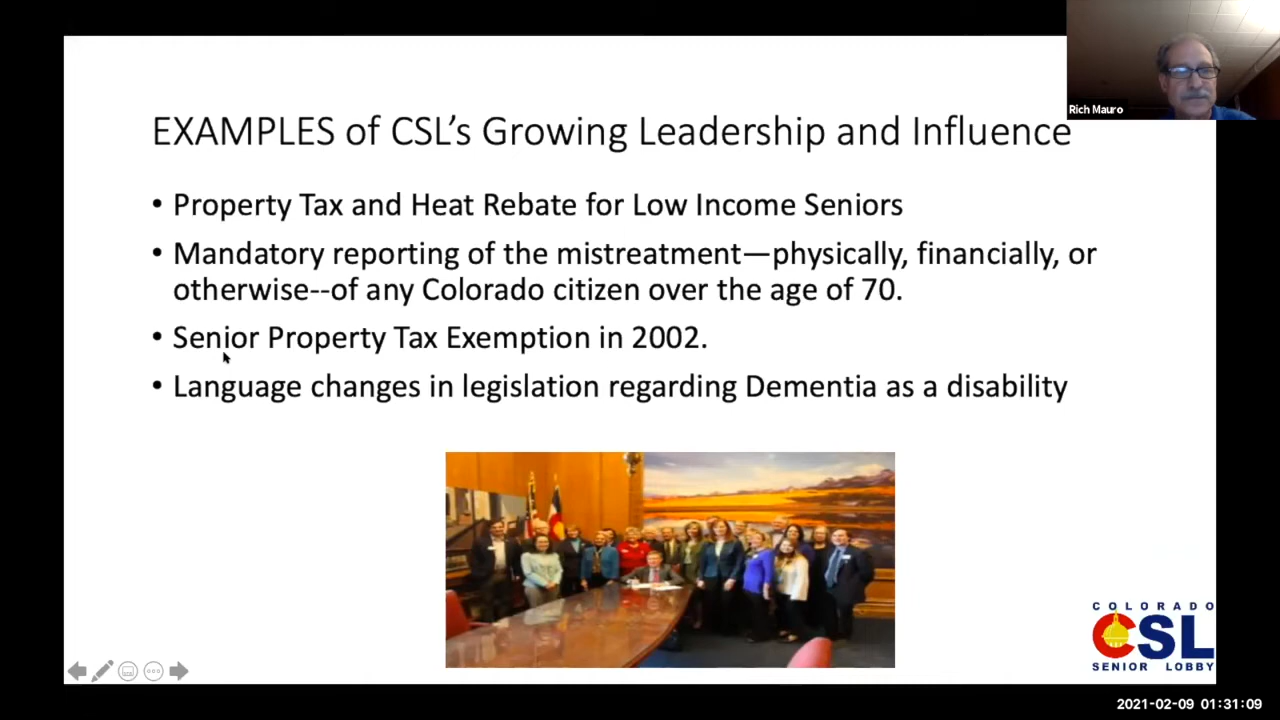 Rich Mauro
EXAMPLES of CSL's Growing Leadership and Influence
• Property Tax and Heat Rebate for Low Income Seniors
• Mandatory reporting of the mistreatment—physically, financially, or
otherwise--of any Colorado citizen over the age of 70.
• Senior Property Tax Exemption in 2002.
• Language changes in legislation regarding Dementia as a disability
COLORADO
CSL
SENIOR LOBBY
2021-02-09 01:31:09